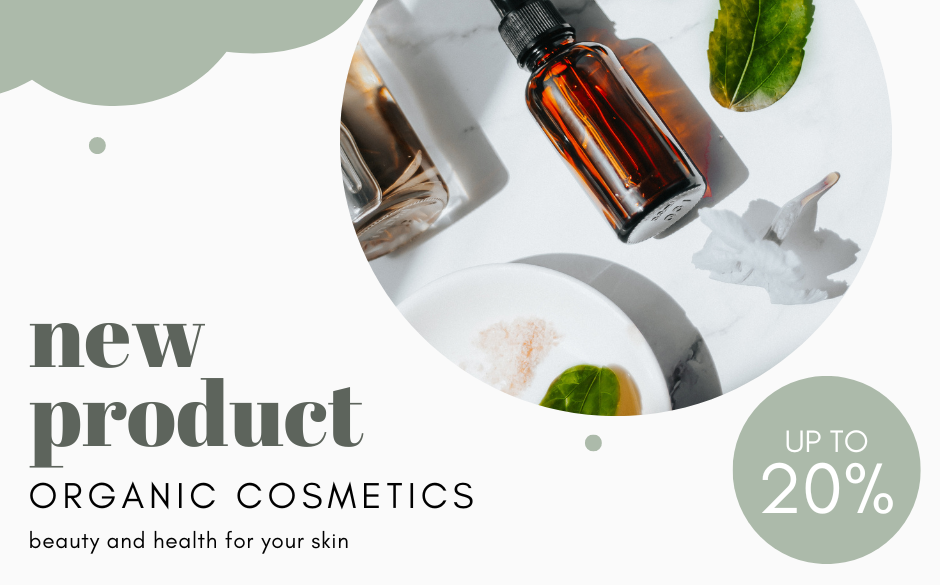 new
product
ORGANIC COSMETICS
beauty and health for your skin
UP TO
20%